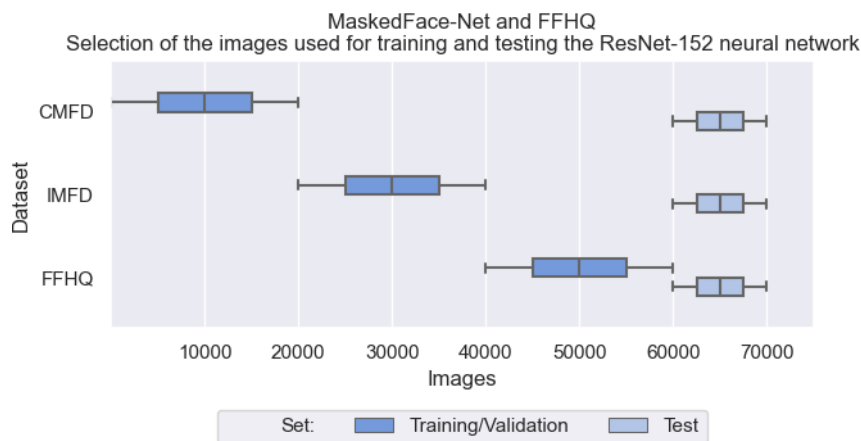 MaskedFace-Net and FFHQ
Selection of the images used for training and testing the ResNet-152 neural network
Dataset
CMFD
IMFD
FFHQ
10000 20000 30000 40000 50000 60000 70000
Images
Set: Training/Validation Test